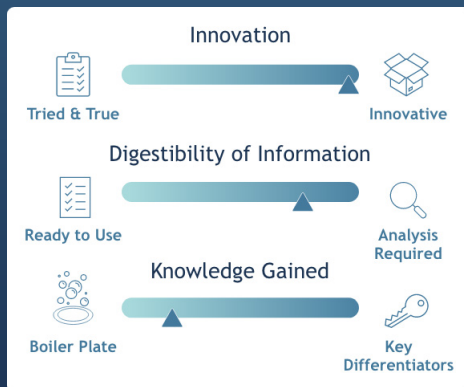 Innovation
Tried & True
Innovative
Digestibility of Information
Ready to Use
Analysis
Required
Knowledge Gained
Boiler Plate
Key
Differentiators